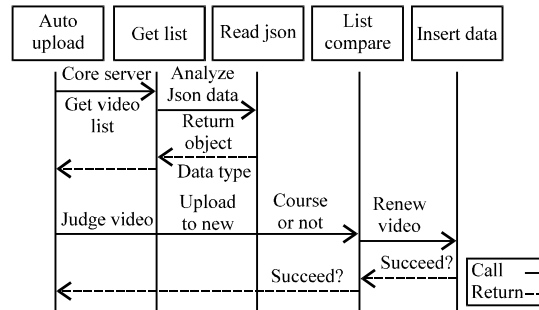 Auto
upload
Get list
Read json
List
compare
Insert data
Core server
Get video
list
Analyze
Json data
Return
object
Data type
Judge video
Upload
to new
Course
or not
Renew
video
Succeed?
Succeed?
Call
Return